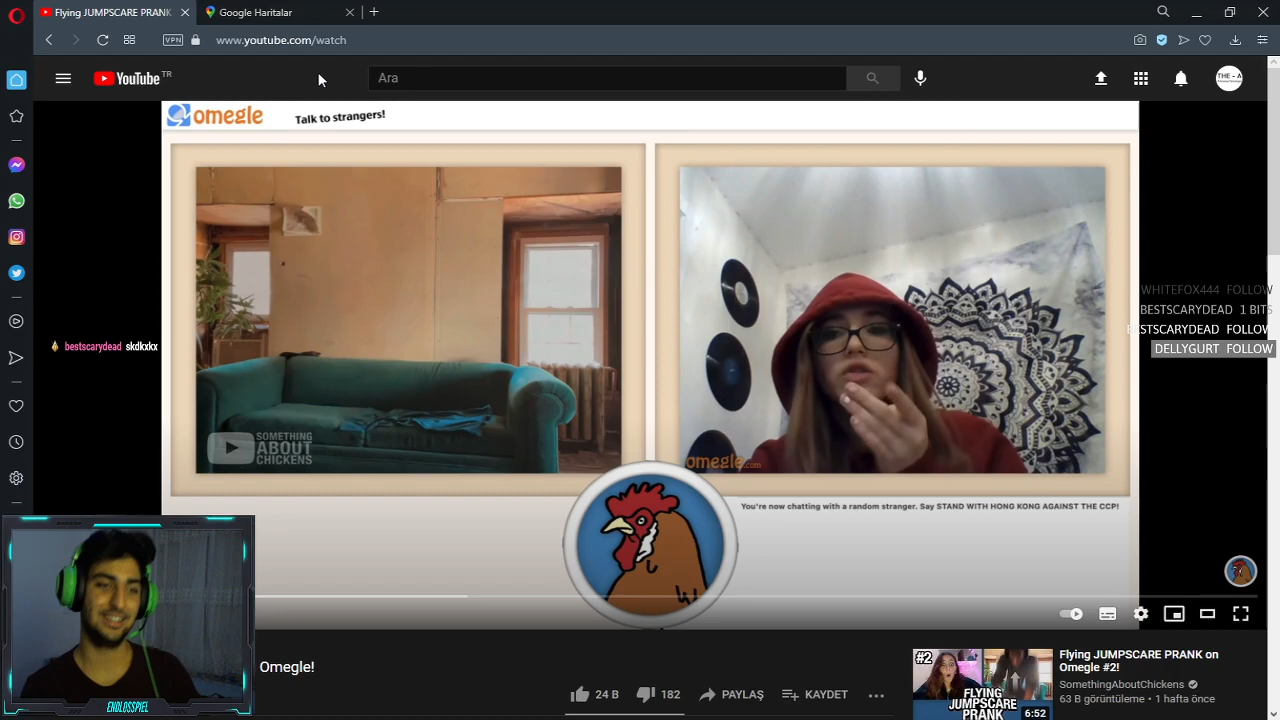 Flying JUMPSCARE PRANK
Google Haritalar
VPN
www.youtube.com/watch
YouTube TR
Ara
THE - A
omegle
Talk to strangers!
WHITEFOX444 FOLLOW
BESTSCARYDEAD 1 BITS
BESTSCARYDEAD FOLLOW
DELLYGURT FOLLOW
bestscarydead skdkxkx
SOMETHING
ABOUT
CHICKENS
omegle.com
You're now chatting with a random stranger. Say STAND WITH HONG KONG AGAINST THE CCP!
ENDLOSSPIEL
Omegle!
24 B
182
PAYLAŞ
KAYDET
#2
FLYING
JUMPSCARE
PRANK
6:52
Flying JUMPSCARE PRANK on
Omegle #2!
SomethingAboutChickens
63 B görüntüleme • 1 hafta önce